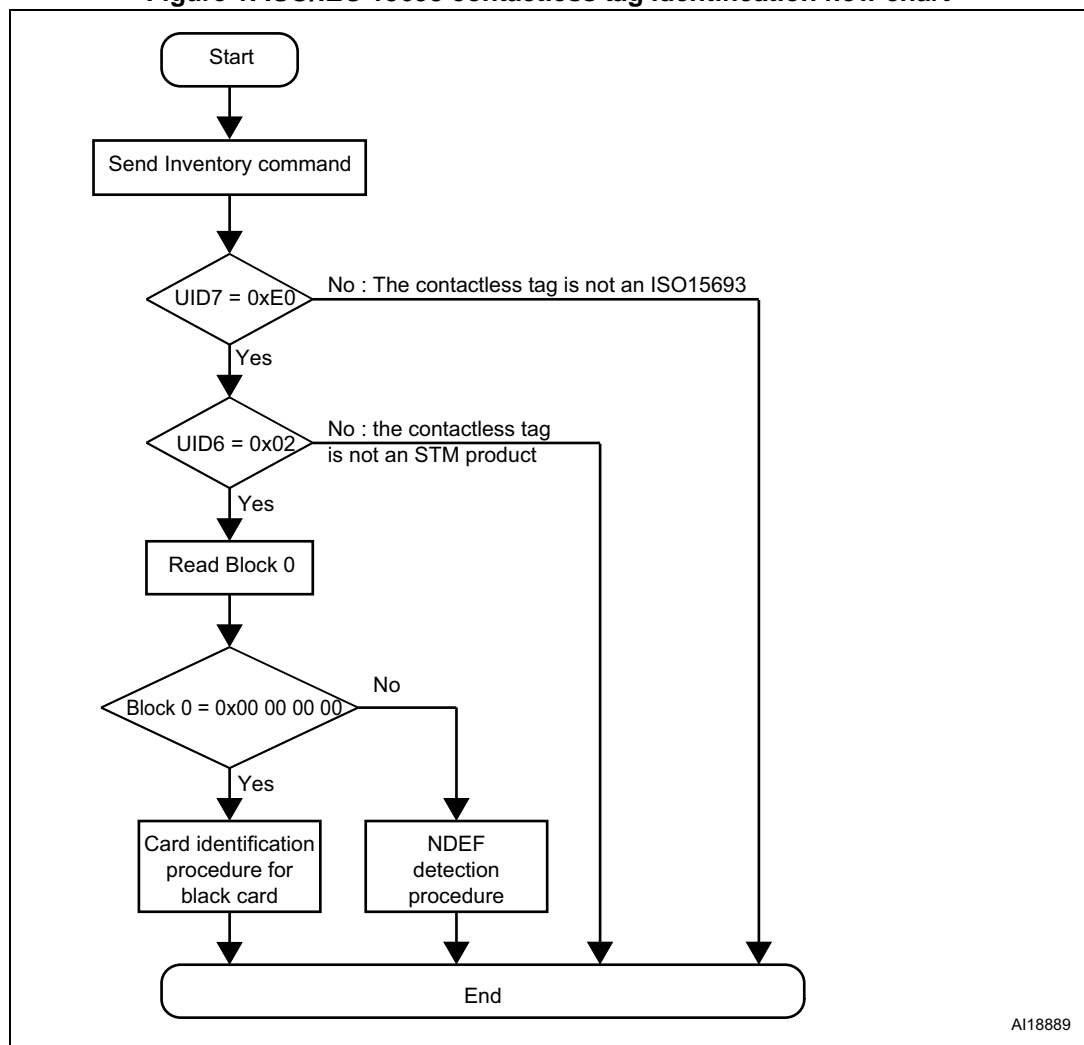 Start
Send Inventory command
UID7 = 0xE0
No : The contactless tag is not an ISO15693
Yes
UID6 = 0x02
No : the contactless tag
is not an STM product
Yes
Read Block 0
Block 0 = 0x00 00 00 00
No
Yes
Card identification
procedure for
black card
NDEF
detection
procedure
End
AI18889